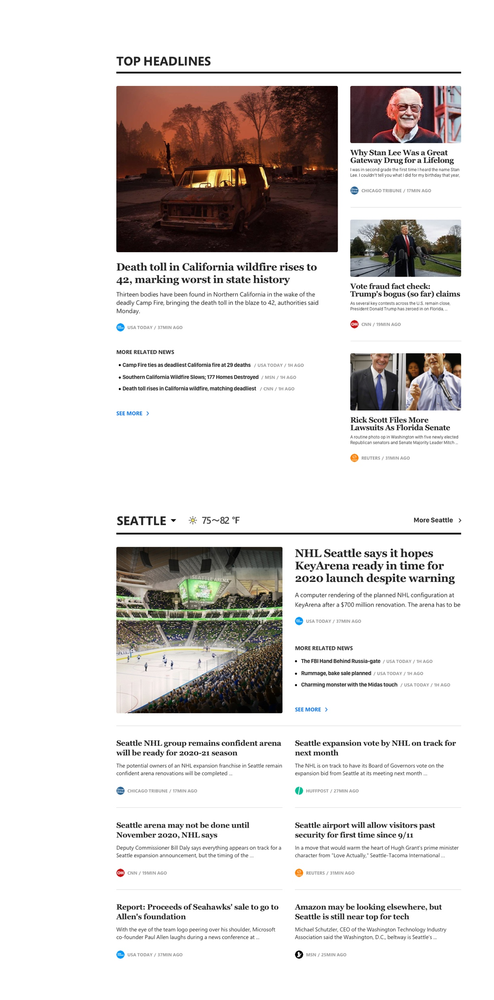 TOP HEADLINES
Death toll in California wildfire rises to
42, marking worst in state history
Thirteen bodies have been found in Northern California in the wake of the
deadly Camp Fire, bringing the death toll in the blaze to 42, authorities said
Monday.
USA TODAY
USA TODAY / 37MIN AGO
MORE RELATED NEWS
• Camp Fire ties as deadliest California fire at 29 deaths / USA TODAY / 1H AGO
• Southern California Wildfire Slows; 177 Homes Destroyed / MSN / 1H AGO
• Death toll rises in California wildfire, matching deadliest / CNN / 1H AGO
SEE MORE >
Why Stan Lee Was a Great
Gateway Drug for a Lifelong
I was in second grade the first time I heard the name Stan
Lee. I couldn't tell you what I did for my birthday that year,
Chicago Tribune
CHICAGO TRIBUNE / 17MIN AGO
Vote fraud fact check:
Trump's bogus (so far) claims
As several key contests across the U.S. remain close,
President Donald Trump has zeroed in on Florida, ...
CNN
CNN / 19MIN AGO
Rick Scott Files More
Lawsuits As Florida Senate
A routine photo op in Washington with five newly elected
Republican senators and Senate Majority Leader Mitch ...
REUTERS / 31MIN AGO
SEATTLE 75~82 °F
More Seattle >
SEATTLE ARENA
MAKE
SOME
NOISE
NHL Seattle says it hopes
KeyArena ready in time for
2020 launch despite warning
A computer rendering of the planned NHL configuration at
KeyArena after a $700 million renovation. The arena has to be
USA TODAY
USA TODAY / 37MIN AGO
MORE RELATED NEWS
• The FBI Hand Behind Russia-gate / USA TODAY / 1H AGO
• Rummage, bake sale planned / USA TODAY / 1H AGO
• Charming monster with the Midas touch / USA TODAY / 1H AGO
SEE MORE >
Seattle NHL group remains confident arena
will be ready for 2020-21 season
The potential owners of an NHL expansion franchise in Seattle remain
confident arena renovations will be completed ...
Chicago Tribune
CHICAGO TRIBUNE / 17MIN AGO
Seattle expansion vote by NHL on track for
next month
The NHL is on track to have its Board of Governors vote on the
expansion bid from Seattle at its meeting next month ...
HUFFPOST / 27MIN AGO
Seattle arena may not be done until
November 2020, NHL says
Deputy Commissioner Bill Daly says everything appears on track for a
Seattle expansion announcement, but the timing of the ...
CNN
CNN / 19MIN AGO
Seattle airport will allow visitors past
security for first time since 9/11
In a move that would warm the heart of Hugh Grant's prime minister
character from "Love Actually," Seattle-Tacoma International ...
REUTERS / 31MIN AGO
Report: Proceeds of Seahawks' sale to go to
Allen's foundation
With the eye of the team logo peering over his shoulder, Microsoft
co-founder Paul Allen laughs during a news conference at ...
USA TODAY
USA TODAY / 37MIN AGO
Amazon may be looking elsewhere, but
Seattle is still near top for tech
Michael Schutzler, CEO of the Washington Technology Industry
Association said the Washington, D.C., beltway is Seattle's ...
MSN / 25MIN AGO